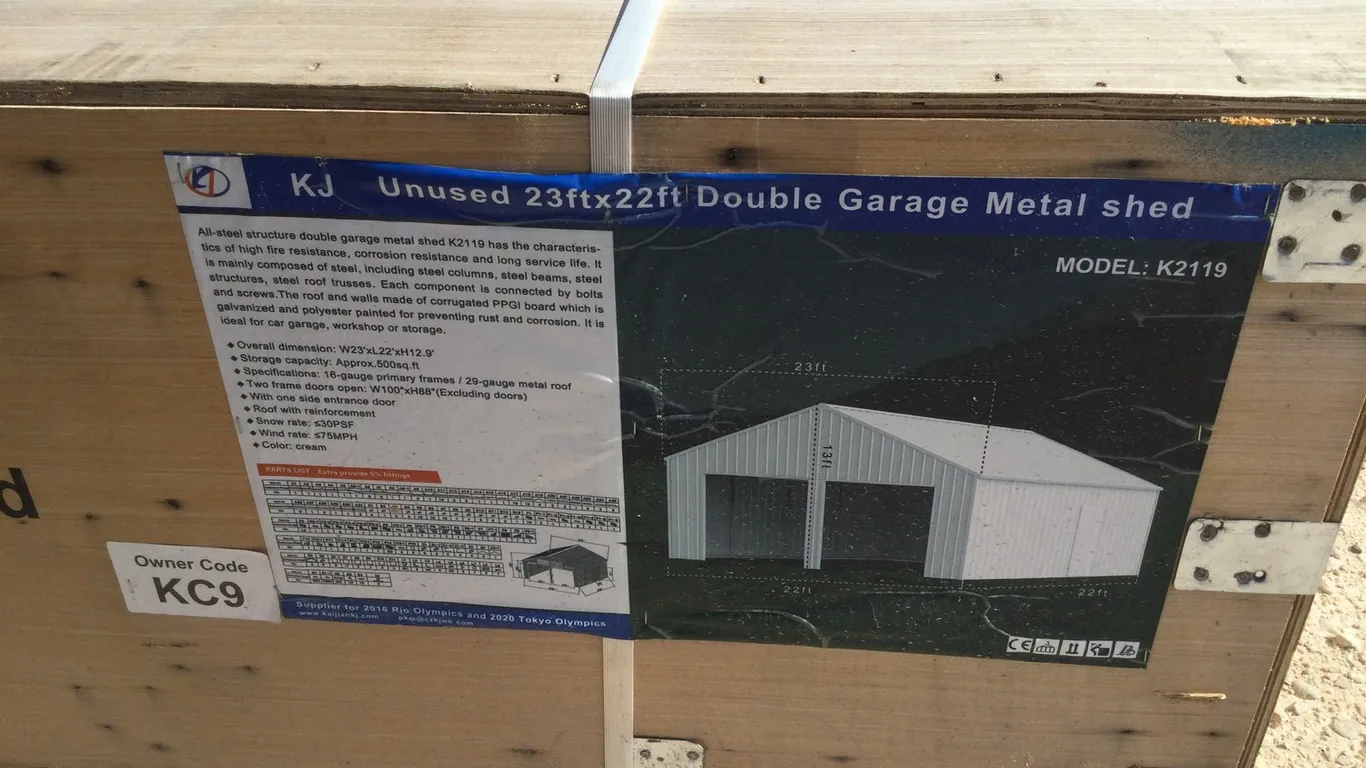 KJ Unused 23ftx22ft Double Garage Metal shed
All-steel structure double garage metal shed K2119 has the characteris-
tics of high fire resistance, corrosion resistance and long service life. It
is mainly composed of steel, including steel columns, steel beams, steel
structures, steel roof trusses. Each component is connected by bolts
and screws.The roof and walls made of corrugated PPGI board which is
galvanized and polyester painted for preventing rust and corrosion. It is
ideal for car garage, workshop or storage.
◆ Overall dimension: W23'xL22'xH12.9'
◆ Storage capacity: Approx.500sq.ft
◆ Specifications: 16-gauge primary frames / 29-gauge metal roof
◆ Two frame doors open: W100"xH88"(Excluding doors)
◆ With one side entrance door
◆ Roof with reinforcement
◆ Snow rate: ≤30PSF
◆ Wind rate: ≤75MPH
◆ Color: cream
PARTS LIST Extra provide 5% fittings
Supplier for 2016 Rio Olympics and 2020 Tokyo Olympics
www.kaijiankj.com
MODEL: K2119
23ft
13ft
22ft
22ft
CE
d
Owner Code
KC9